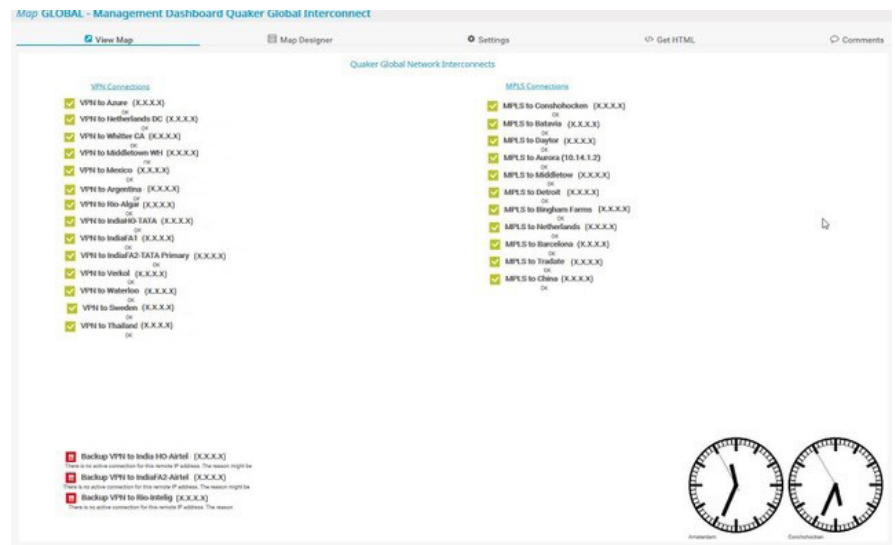 Map GLOBAL - Management Dashboard Quaker Global Interconnect
View Map
Map Designer
Settings
Get HTML
Comments
Quaker Global Network Interconnects
VPN Connections
VPN to Azure (X.X.X.X)
OK
VPN to Netherlands DC (X.X.X.X)
OK
VPN to Whitter CA (X.X.X.X)
OK
VPN to Middletown WH (X.X.X.X)
OK
VPN to Mexico (X.X.X.X)
OK
VPN to Argentina (X.X.X.X)
OK
VPN to Rio-Algar (X.X.X.X)
OK
VPN to IndiaHO-TATA (X.X.X.X)
OK
VPN to IndiaFA1 (X.X.X.X)
OK
VPN to IndiaFA2-TATA Primary (X.X.X.X)
OK
VPN to Verkol (X.X.X.X)
OK
VPN to Waterloo (X.X.X.X)
OK
VPN to Sweden (X.X.X.X)
OK
VPN to Thailand (X.X.X.X)
OK
MPLS Connections
MPLS to Conshohocken (X.X.X.X)
OK
MPLS to Batavia (X.X.X.X)
OK
MPLS to Daytor (X.X.X.X)
OK
MPLS to Aurora (10.14.1.2)
OK
MPLS to Middletow (X.X.X.X)
OK
MPLS to Detroit (X.X.X.X)
OK
MPLS to Bingham Farms (X.X.X.X)
OK
MPLS to Netherlands (X.X.X.X)
OK
MPLS to Barcelona (X.X.X.X)
OK
MPLS to Tradate (X.X.X.X)
OK
MPLS to China (X.X.X.X)
OK
Backup VPN to India HO-Airtel (X.X.X.X)
There is no active connection for this remote IP address. The reason might be
Backup VPN to IndiaFA2-Airtel (X.X.X.X)
There is no active connection for this remote IP address. The reason might be
Backup VPN to Rio-Intelig (X.X.X.X)
There is no active connection for this remote IP address. The reason
Amsterdam
Conshohocken